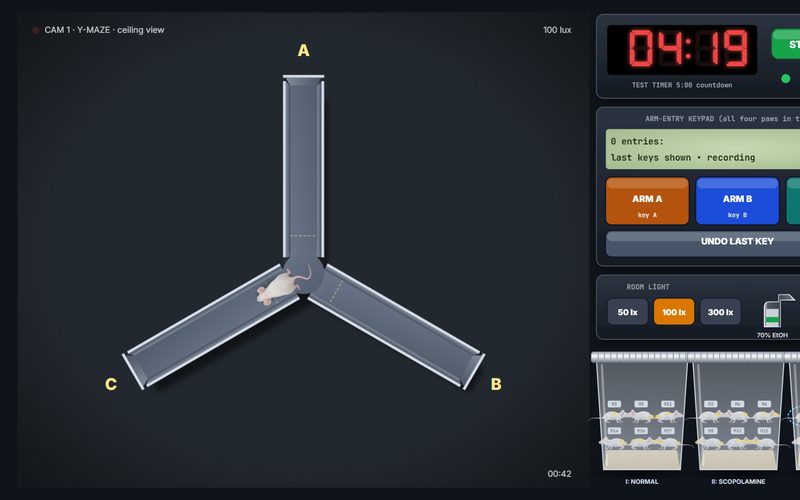 CAM 1 · Y-MAZE · ceiling view
100 lux
A
C
B
00:42
04:19
ST
TEST TIMER 5:00 countdown
ARM-ENTRY KEYPAD (all four paws in t
0 entries:
last keys shown • recording
ARM A
key A
ARM B
key B
UNDO LAST KEY
ROOM LIGHT
50 lx
100 lx
300 lx
70% EtOH
I: NORMAL
II: SCOPOLAMINE